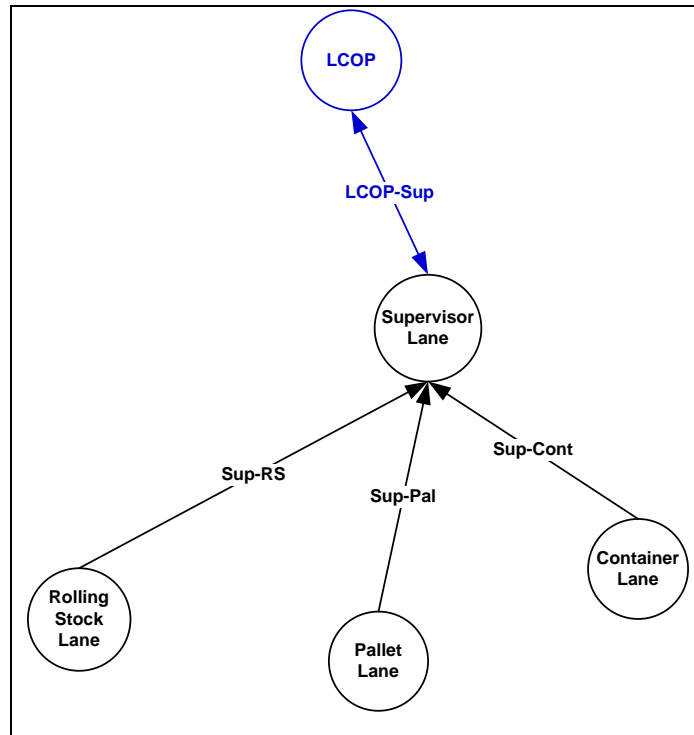 LCOP
LCOP-Sup
Supervisor
Lane
Sup-Cont
Sup-RS
Sup-Pal
Container
Lane
Rolling
Stock
Lane
Pallet
Lane